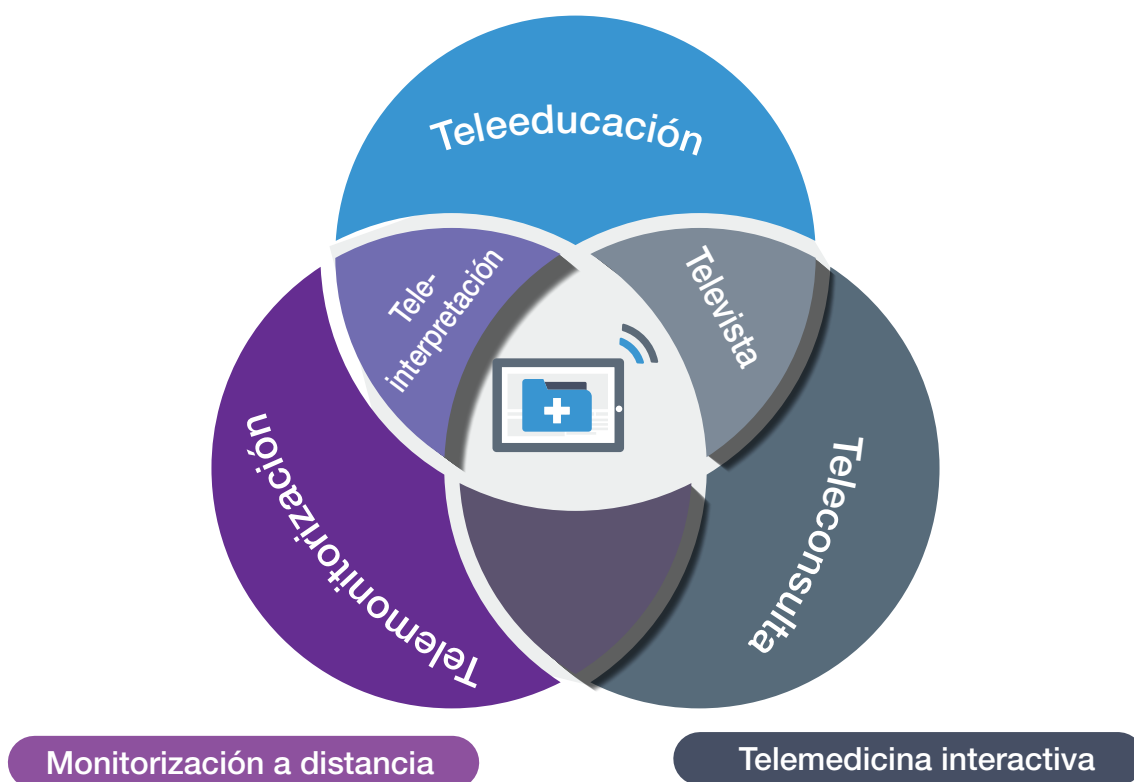 Teleeducación
Tele-
interpretación
Televista
Telemonitorización
Teleconsulta
Monitorización a distancia
Telemedicina interactiva